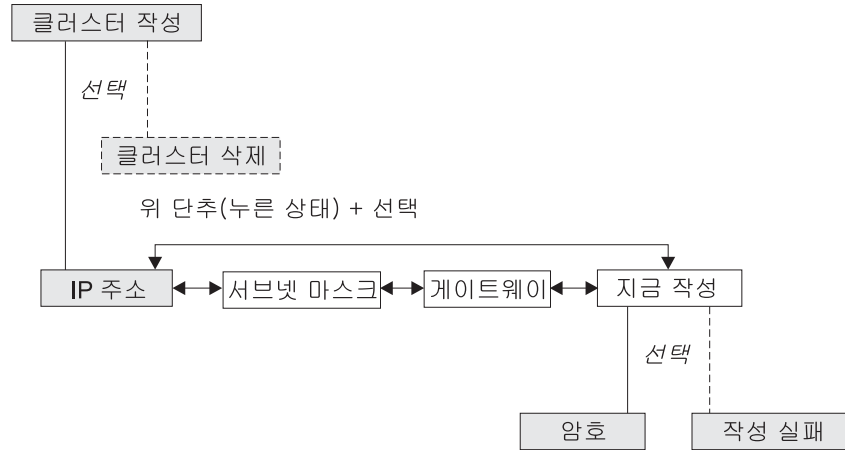 클러스터 작성
선택
클러스터 삭제
위 단추(누른 상태) + 선택
IP 주소
서브넷 마스크
게이트웨이
지금 작성
선택
암호
작성 실패